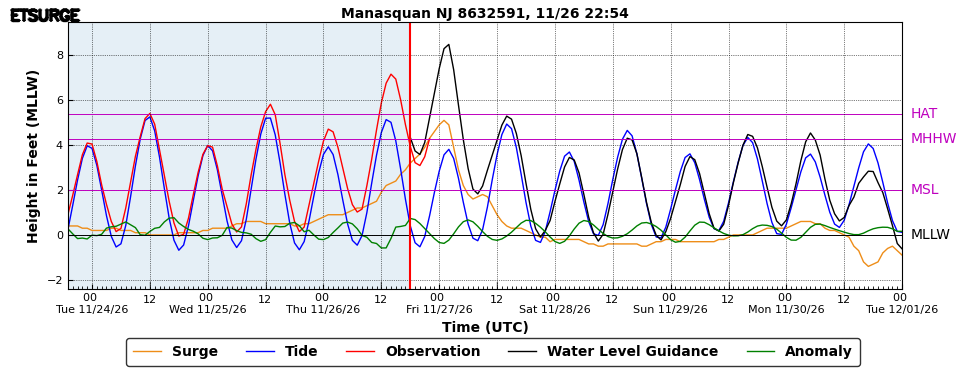 ETSURGE
Manasquan NJ 8632591, 11/26 22:54
Height in Feet (MLLW)
8
6
4
2
0
−2
HAT
MHHW
MSL
MLLW
00 12 00 12 00 12 00 12 00 12 00 12 00 12 00
Tue 11/24/26 Wed 11/25/26 Thu 11/26/26 Fri 11/27/26 Sat 11/28/26 Sun 11/29/26 Mon 11/30/26 Tue 12/01/26
Time (UTC)
Surge Tide Observation Water Level Guidance Anomaly